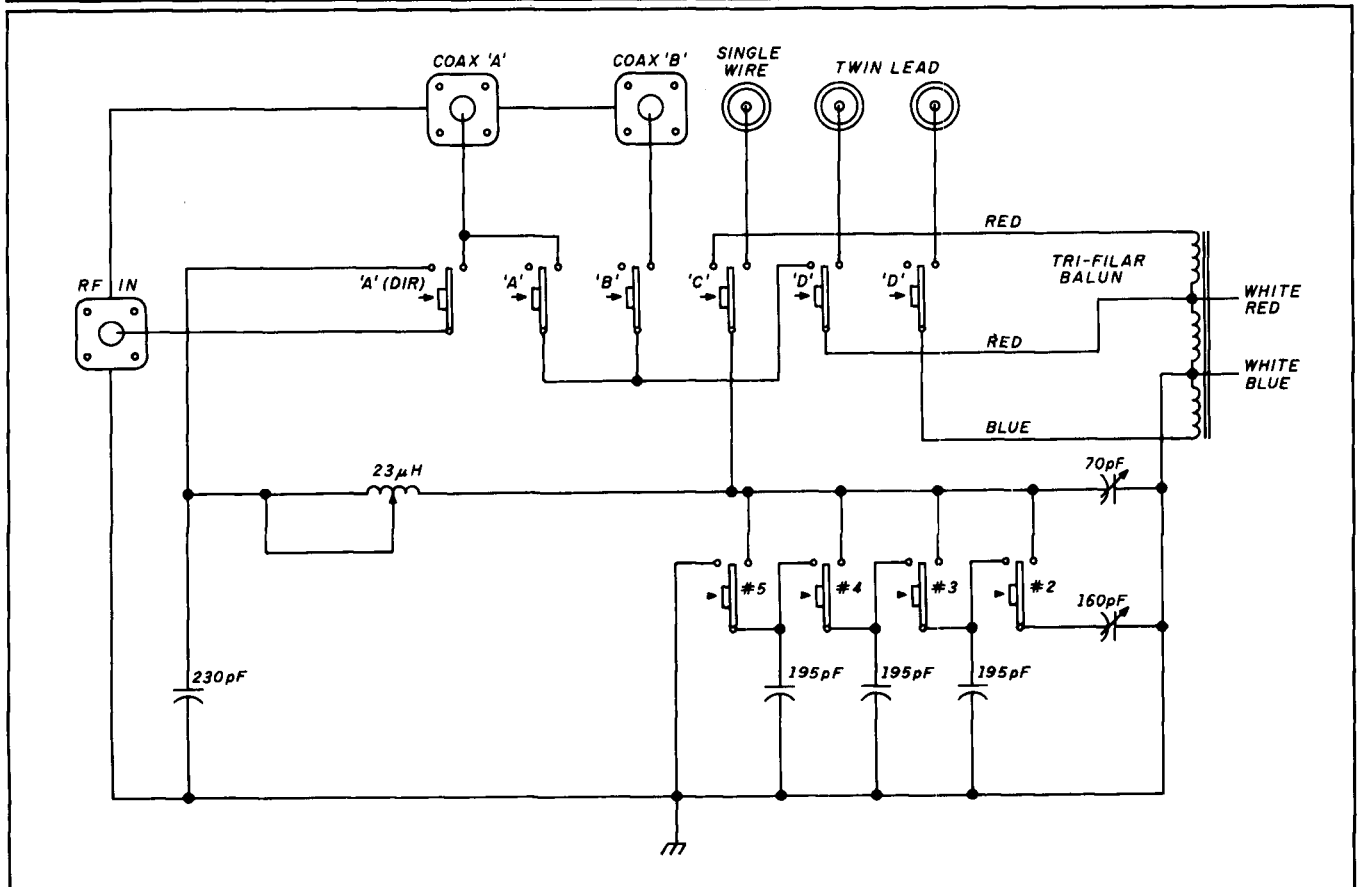 COAX 'A'
COAX 'B'
SINGLE
WIRE
TWIN LEAD
RED
RF IN
'A' (DIR)
'A'
'B'
'C'
'D'
'D'
TRI-FILAR
BALUN
WHITE
RED
RED
WHITE
BLUE
BLUE
23μH
70pF
#5
#4
#3
#2
160pF
230pF
195pF
195pF
195pF